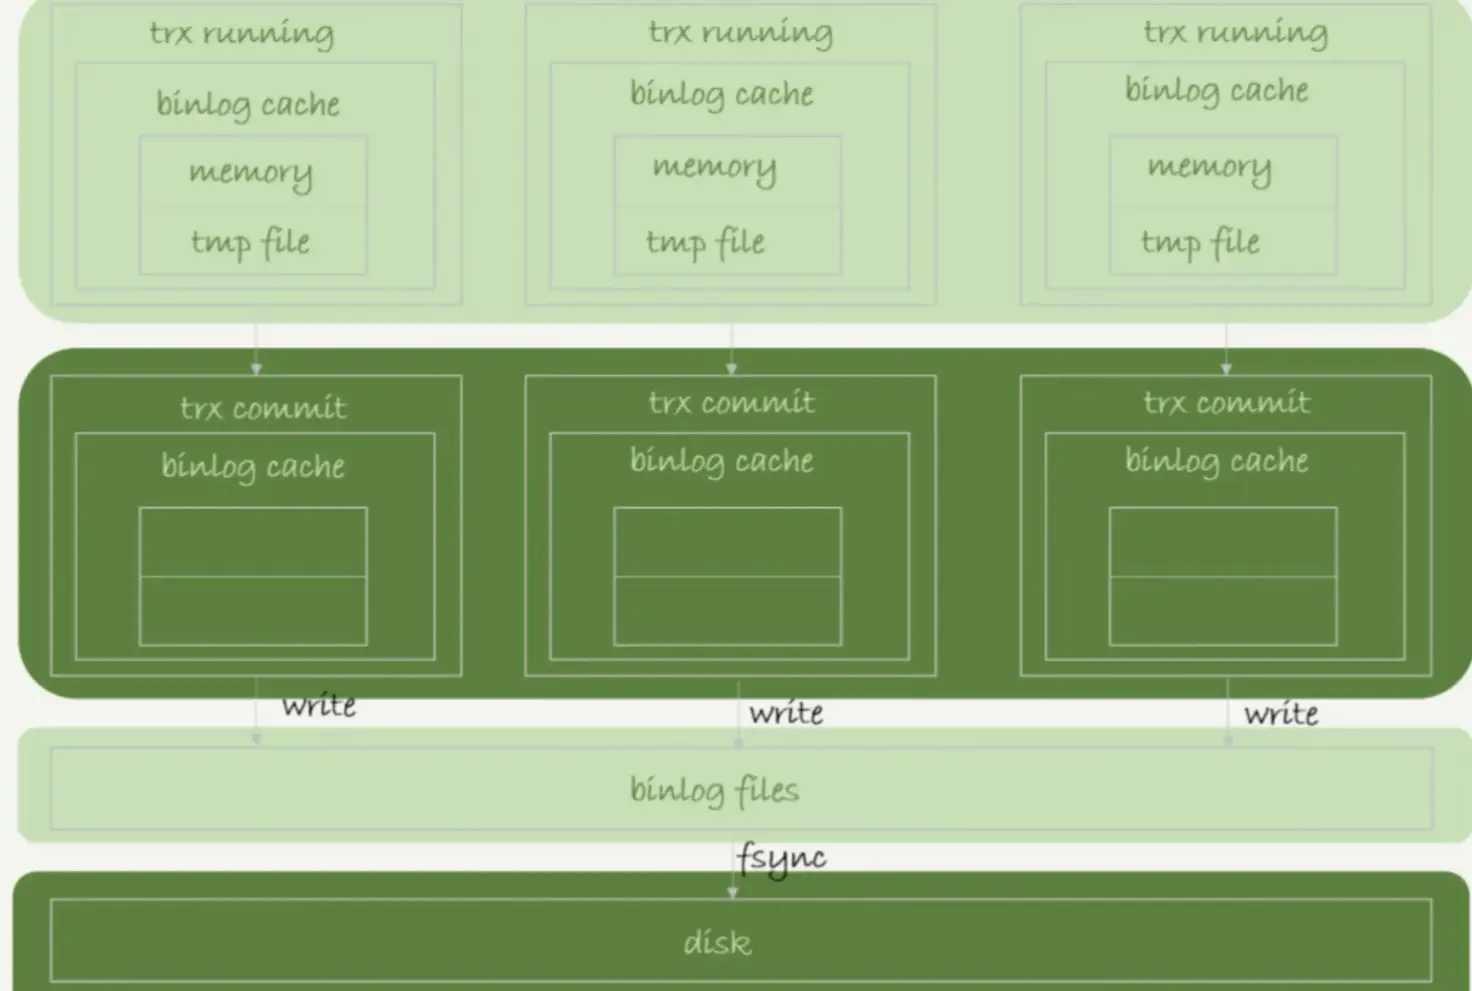 trx running
trx running
trx running
binlog cache
binlog cache
binlog cache
memory
memory
memory
tmp file
tmp file
tmp file
trx commit
trx commit
trx commit
binlog cache
binlog cache
binlog cache
write
write
write
binlog files
fsync
disk